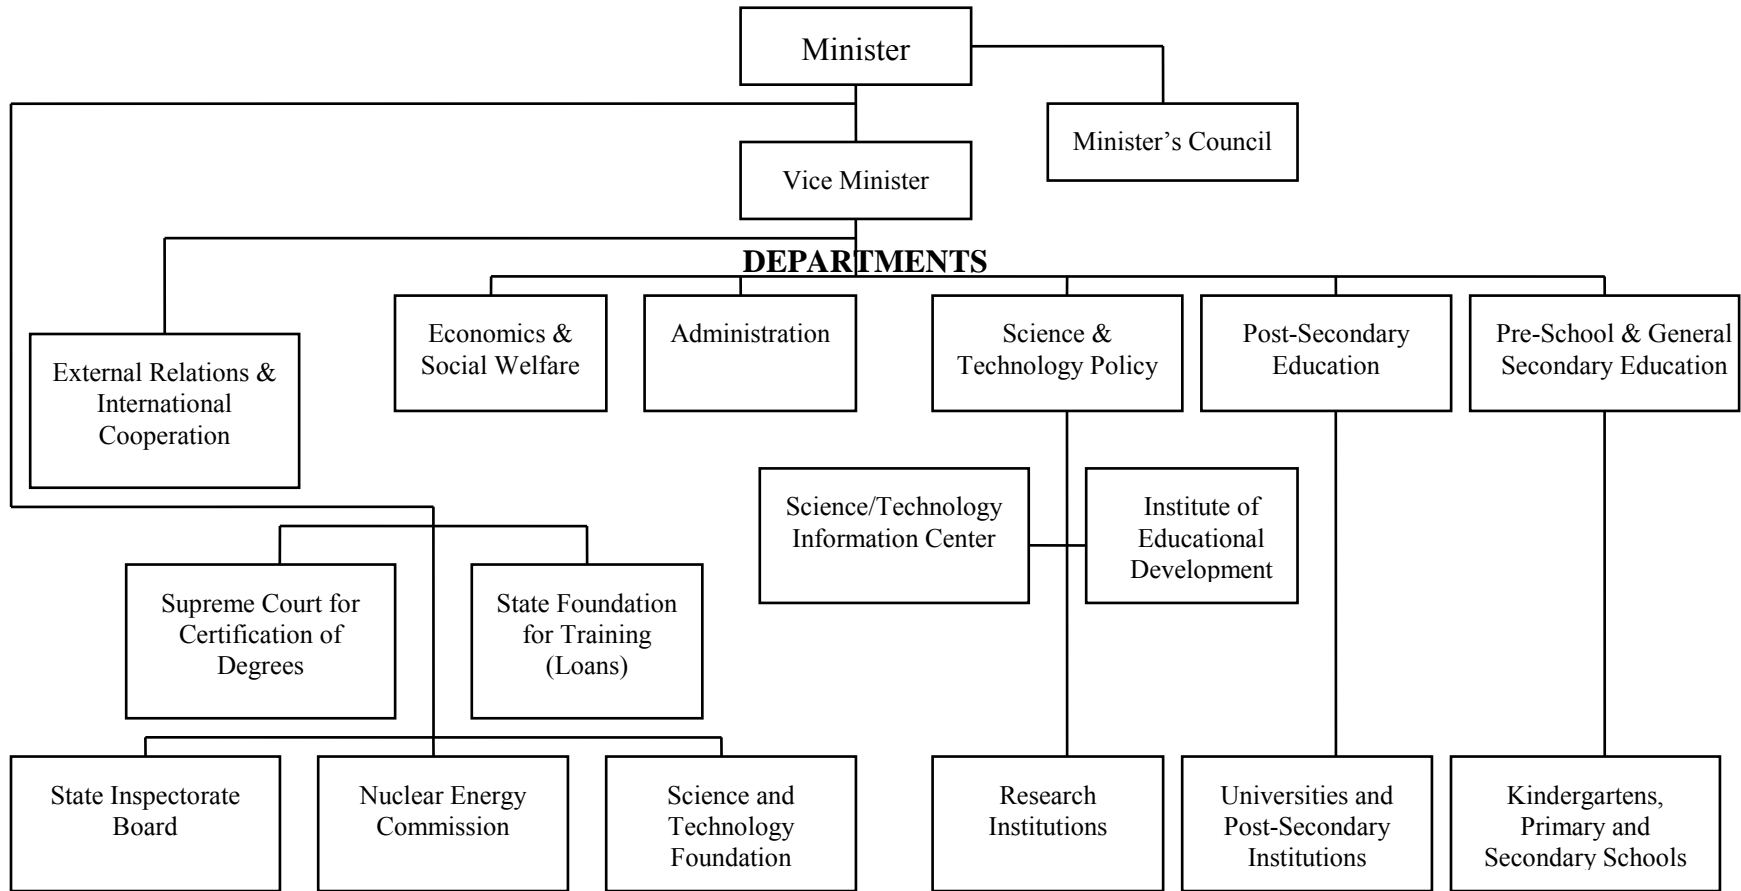 Minister
Minister’s Council
Vice Minister
DEPARTMENTS
External Relations &
International
Cooperation
Economics &
Social Welfare
Administration
Science &
Technology Policy
Post-Secondary
Education
Pre-School & General
Secondary Education
Science/Technology
Information Center
Institute of
Educational
Development
Supreme Court for
Certification of
Degrees
State Foundation
for Training
(Loans)
State Inspectorate
Board
Nuclear Energy
Commission
Science and
Technology
Foundation
Research
Institutions
Universities and
Post-Secondary
Institutions
Kindergartens,
Primary and
Secondary Schools